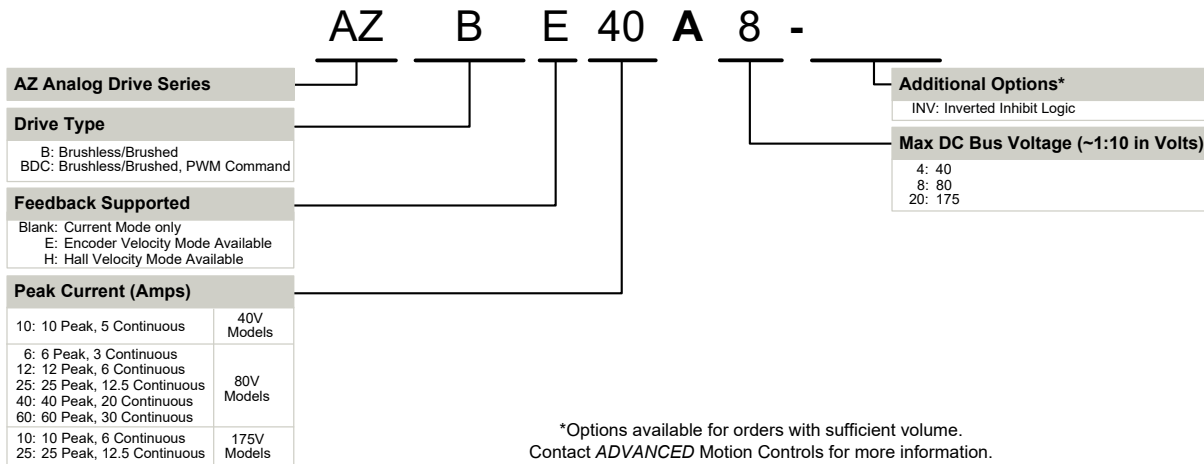 AZ B E 40 A 8 -
AZ Analog Drive Series
Drive Type
B: Brushless/Brushed
BDC: Brushless/Brushed, PWM Command
Feedback Supported
Blank: Current Mode only
E: Encoder Velocity Mode Available
H: Hall Velocity Mode Available
Peak Current (Amps)
10: 10 Peak, 5 Continuous
40V
Models
6: 6 Peak, 3 Continuous
12: 12 Peak, 6 Continuous
25: 25 Peak, 12.5 Continuous
40: 40 Peak, 20 Continuous
60: 60 Peak, 30 Continuous
80V
Models
10: 10 Peak, 6 Continuous
25: 25 Peak, 12.5 Continuous
175V
Models
Additional Options*
INV: Inverted Inhibit Logic
Max DC Bus Voltage (~1:10 in Volts)
4: 40
8: 80
20: 175
*Options available for orders with sufficient volume.
Contact ADVANCED Motion Controls for more information.